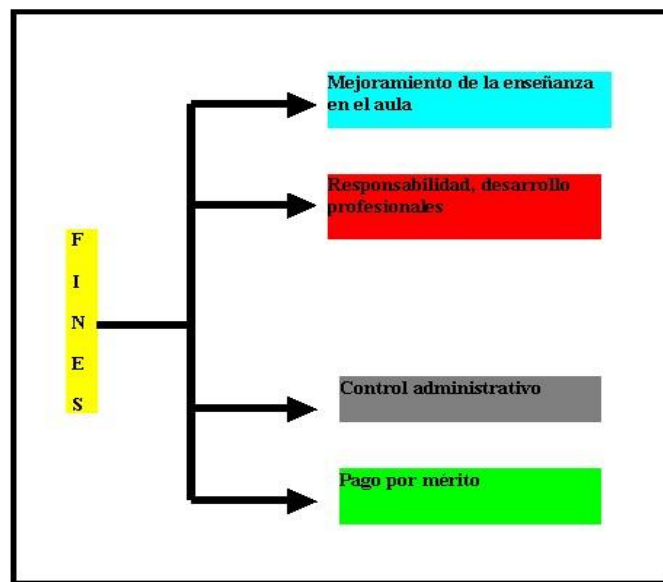 Mejoramiento de la enseñanza
en el aula
Responsabilidad, desarrollo
profesionales
F
I
N
E
S
Control administrativo
Pago por mérito